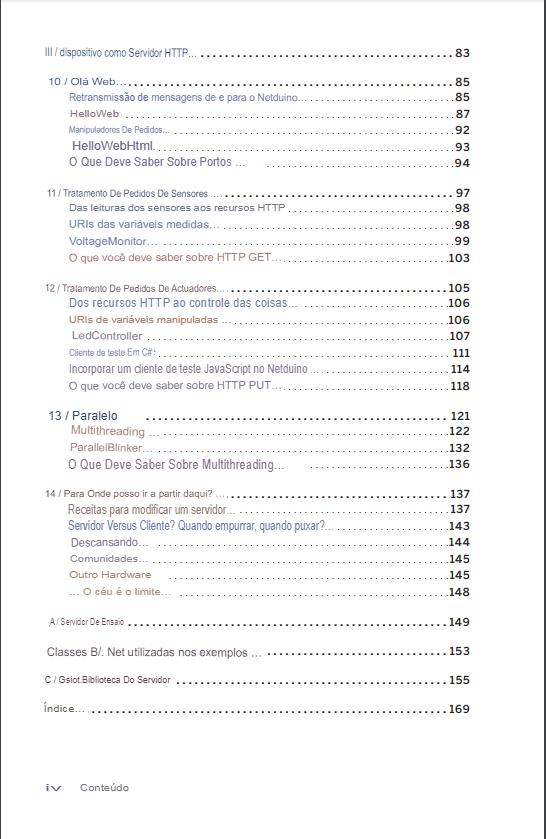 III / dispositivo como Servidor HTTP... 83
10 / Olá Web... 85
Retransmissão de mensagens de e para o Netduino... 85
HelloWeb 87
Manipuladores De Pedidos... 92
HelloWebHtml. 93
O Que Deve Saber Sobre Portos ... 94
11 / Tratamento De Pedidos De Sensores ... 97
Das leituras dos sensores aos recursos HTTP 98
URIs das variáveis medidas... 98
VoltageMonitor... 99
O que você deve saber sobre HTTP GET... 103
12 / Tratamento De Pedidos De Actuadores... 105
Dos recursos HTTP ao controle das coisas... 106
URIs de variáveis manipuladas ... 106
LedController 107
Cliente de teste Em C#: 111
Incorporar um cliente de teste JavaScript no Netduino ... 114
O que você deve saber sobre HTTP PUT... 118
13 / Paralelo 121
Multithreading ... 122
ParallelBlinker... 132
O Que Deve Saber Sobre Multithreading... 136
14 / Para Onde posso ir a partir daqui? ... 137
Receitas para modificar um servidor... 137
Servidor Versus Cliente? Quando empurrar, quando puxar?... 143
Descansando... 144
Comunidades... 145
Outro Hardware 145
... O céu é o limite... 148
A / Servidor De Ensaio 149
Classes B/. Net utilizadas nos exemplos ... 153
C / Gsiot.Biblioteca Do Servidor 155
Índice... 169
iv Conteúdo